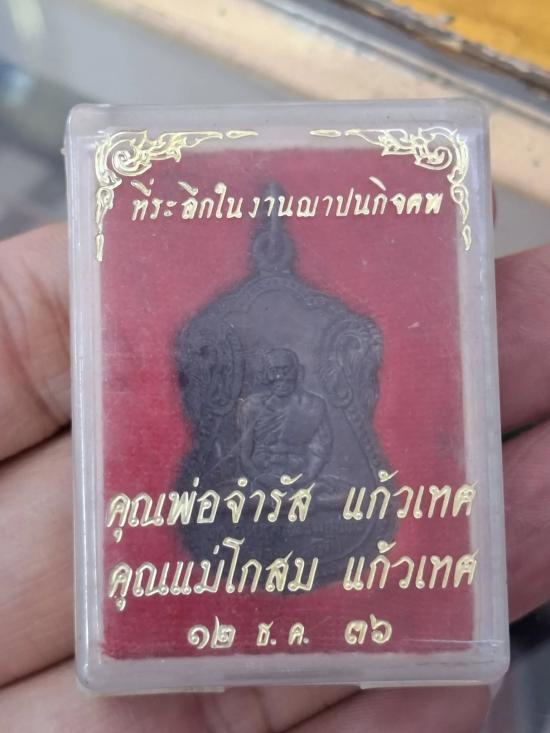 ที่ระลึกในงานฌาปนกิจศพ
คุณพ่อจำรัส แก้วเทศ
คุณแม่โกสม แก้วเทศ
๑๒ ธ.ค. ๓๖